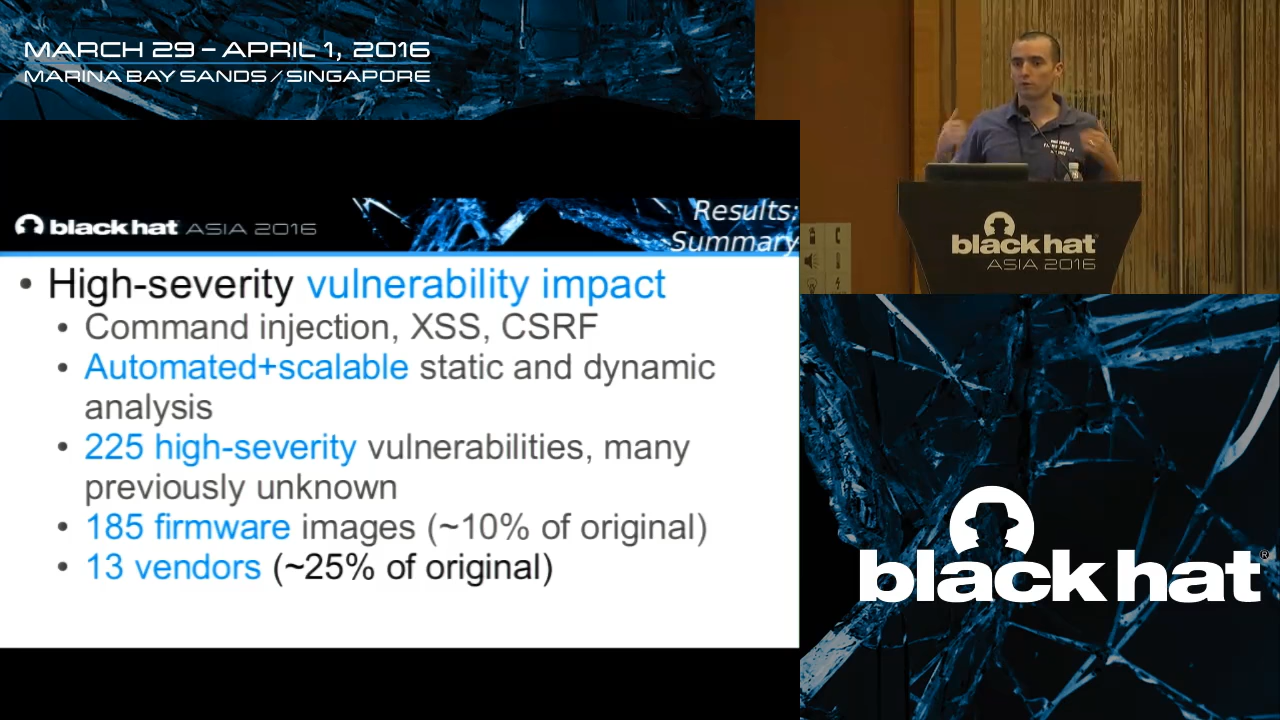 MARCH 29 – APRIL 1, 2016
MARINA BAY SANDS / SINGAPORE
black hat ASIA 2016
Results:
Summary
• High-severity vulnerability impact
• Command injection, XSS, CSRF
• Automated+scalable static and dynamic
analysis
• 225 high-severity vulnerabilities, many
previously unknown
• 185 firmware images (~10% of original)
• 13 vendors (~25% of original)
black hat
ASIA 2016
black hat®